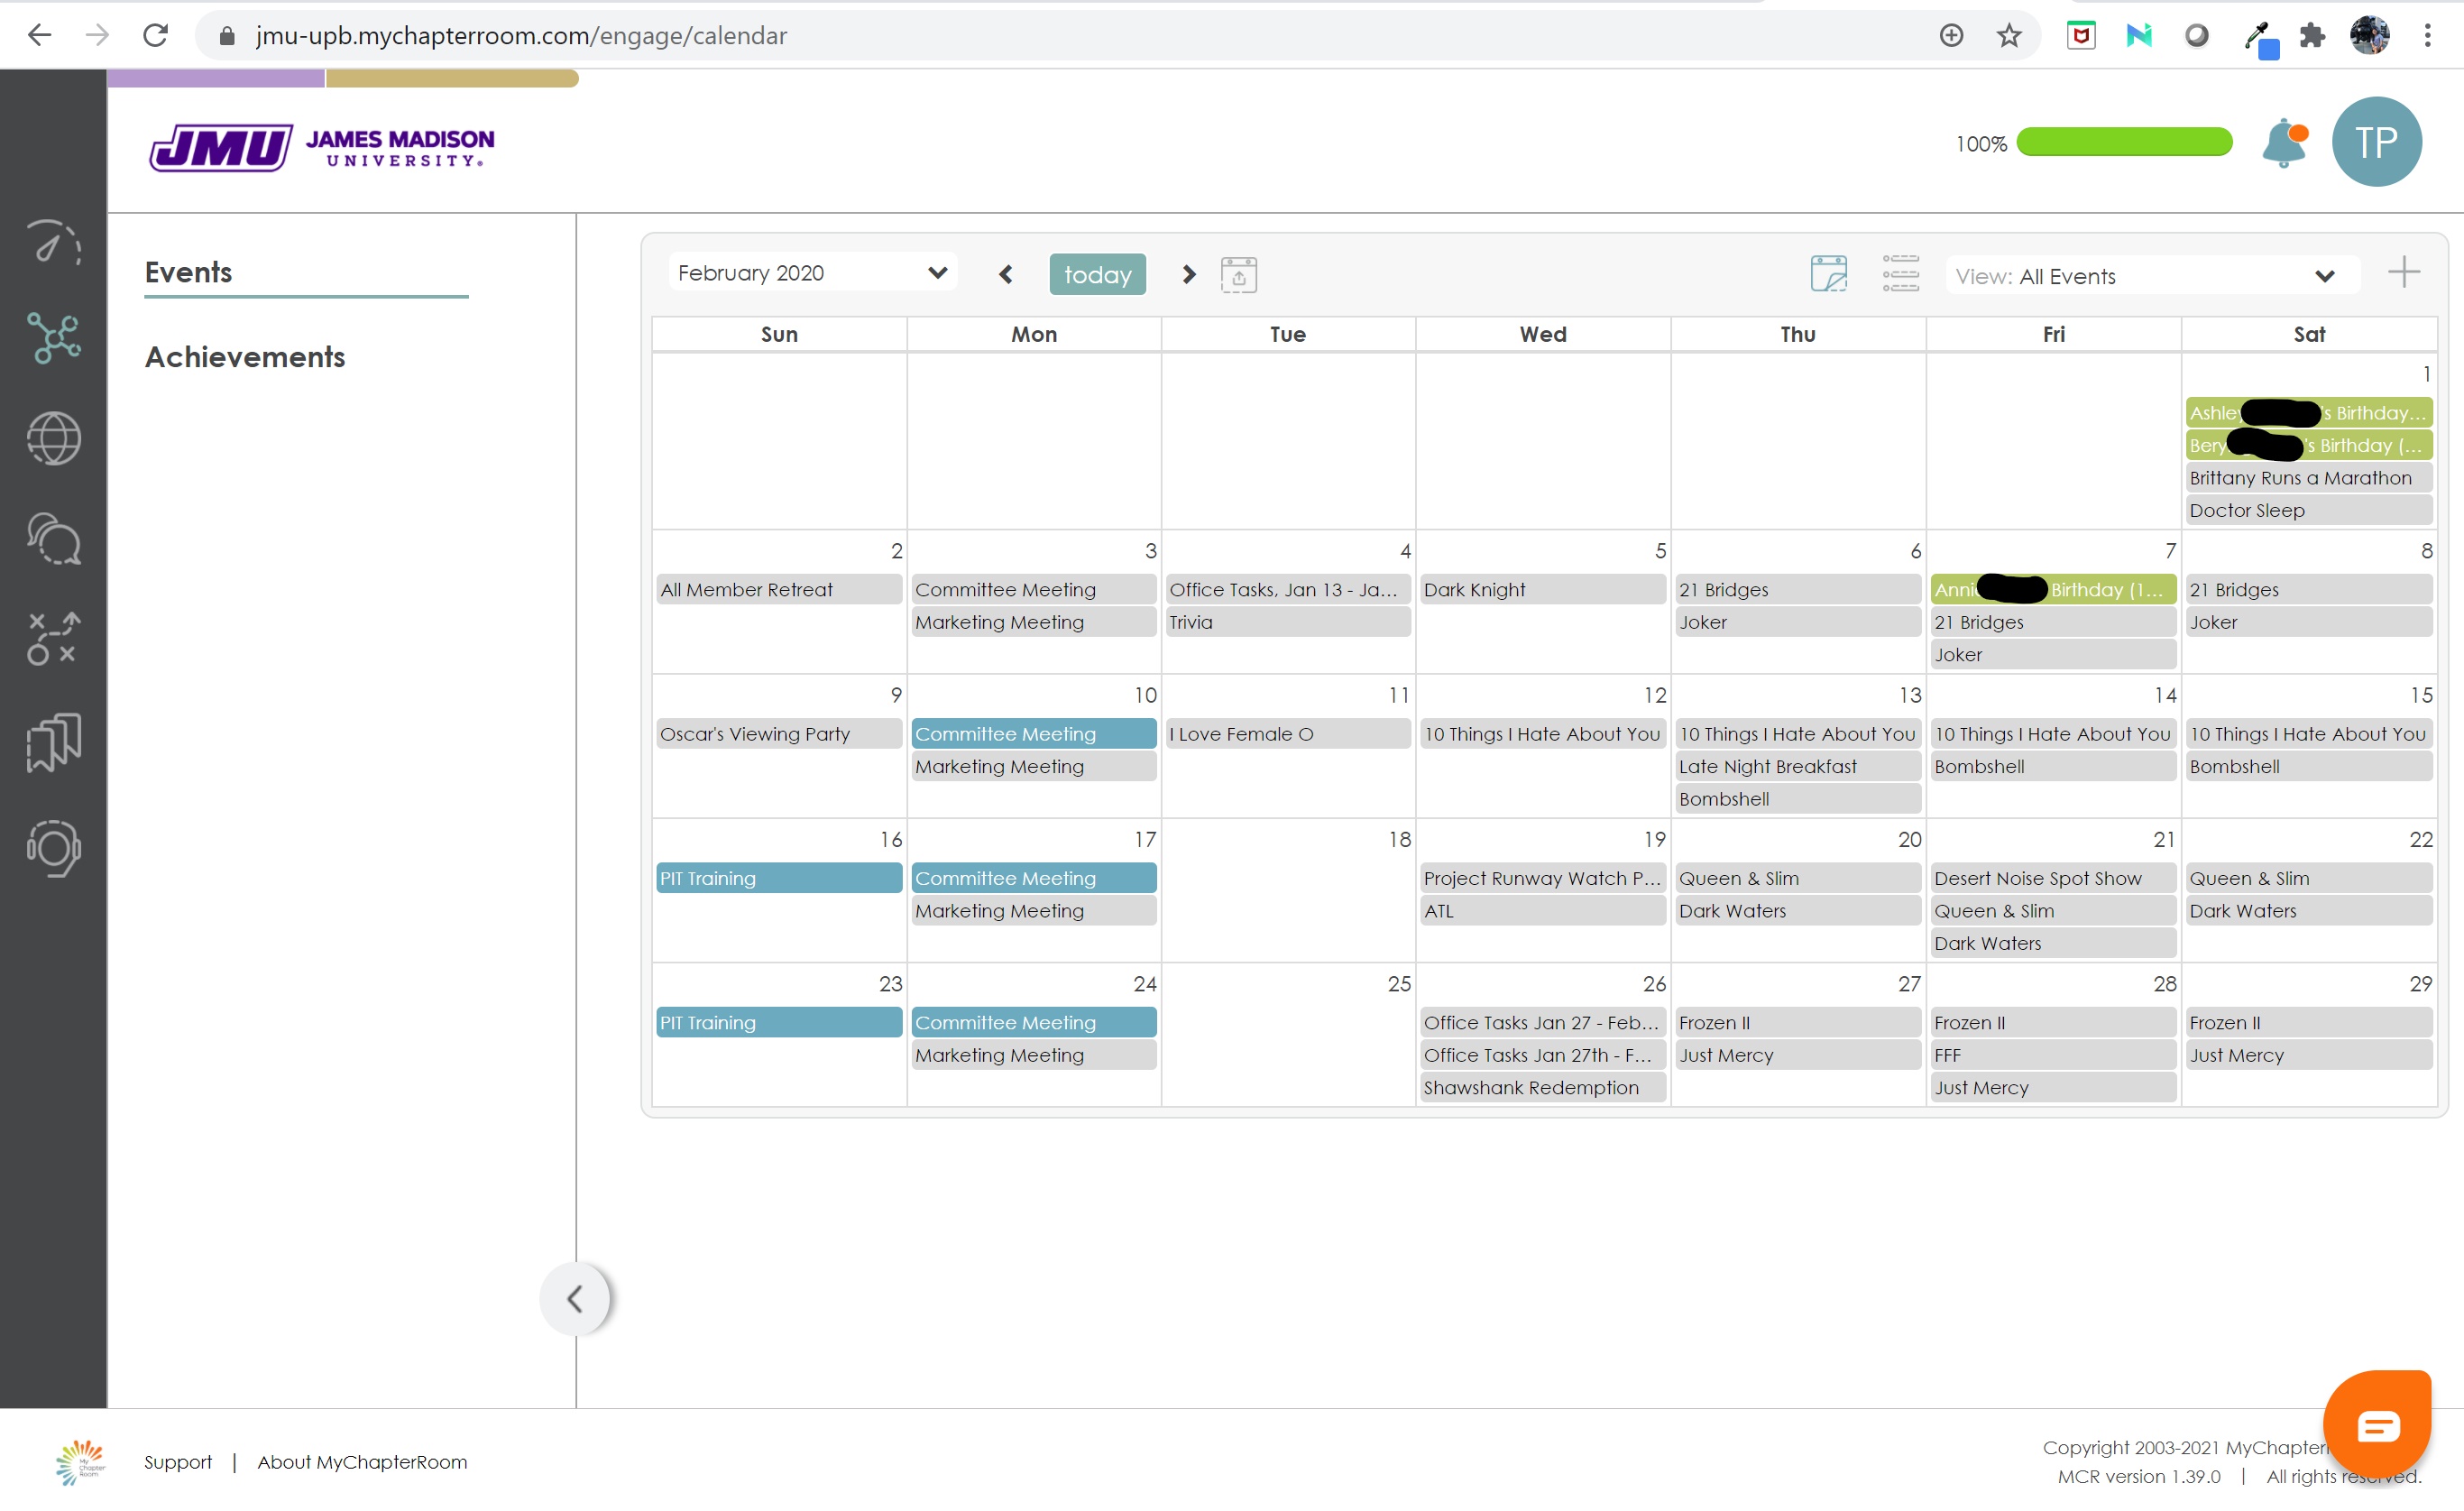 jmu-upb.mychapterroom.com/engage/calendar
JMU JAMES MADISON UNIVERSITY.
100%
TP
Events
Achievements
February 2020
today
View: All Events
Sun Mon Tue Wed Thu Fri Sat
1
Ashle 's Birthday...
Bery 's Birthday (...
Brittany Runs a Marathon
Doctor Sleep
2
All Member Retreat
3
Committee Meeting
Marketing Meeting
4
Office Tasks, Jan 13 - Ja...
Trivia
5
Dark Knight
6
21 Bridges
Joker
7
Anni Birthday (1...
21 Bridges
Joker
8
21 Bridges
Joker
9
Oscar's Viewing Party
10
Committee Meeting
Marketing Meeting
11
I Love Female O
12
10 Things I Hate About You
13
10 Things I Hate About You
Late Night Breakfast
Bombshell
14
10 Things I Hate About You
Bombshell
15
10 Things I Hate About You
Bombshell
16
PIT Training
17
Committee Meeting
Marketing Meeting
18
19
Project Runway Watch P...
ATL
20
Queen & Slim
Dark Waters
21
Desert Noise Spot Show
Queen & Slim
Dark Waters
22
Queen & Slim
Dark Waters
23
PIT Training
24
Committee Meeting
Marketing Meeting
25
26
Office Tasks Jan 27 - Feb...
Office Tasks Jan 27th - F...
Shawshank Redemption
27
Frozen II
Just Mercy
28
Frozen II
FFF
Just Mercy
29
Frozen II
Just Mercy
My Chapter Room
Support | About MyChapterRoom
Copyright 2003-2021 MyChapter
MCR version 1.39.0 | All rights reserved.